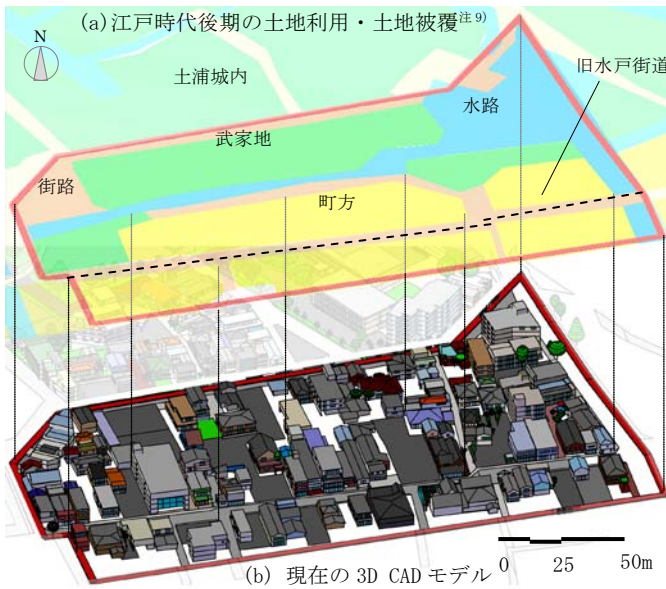 (a)江戸時代後期の土地利用・土地被覆注9)
N
土浦城内
旧水戸街道
水路
武家地
街路
町方
(b) 現在の 3D CAD モデル
0 25 50m